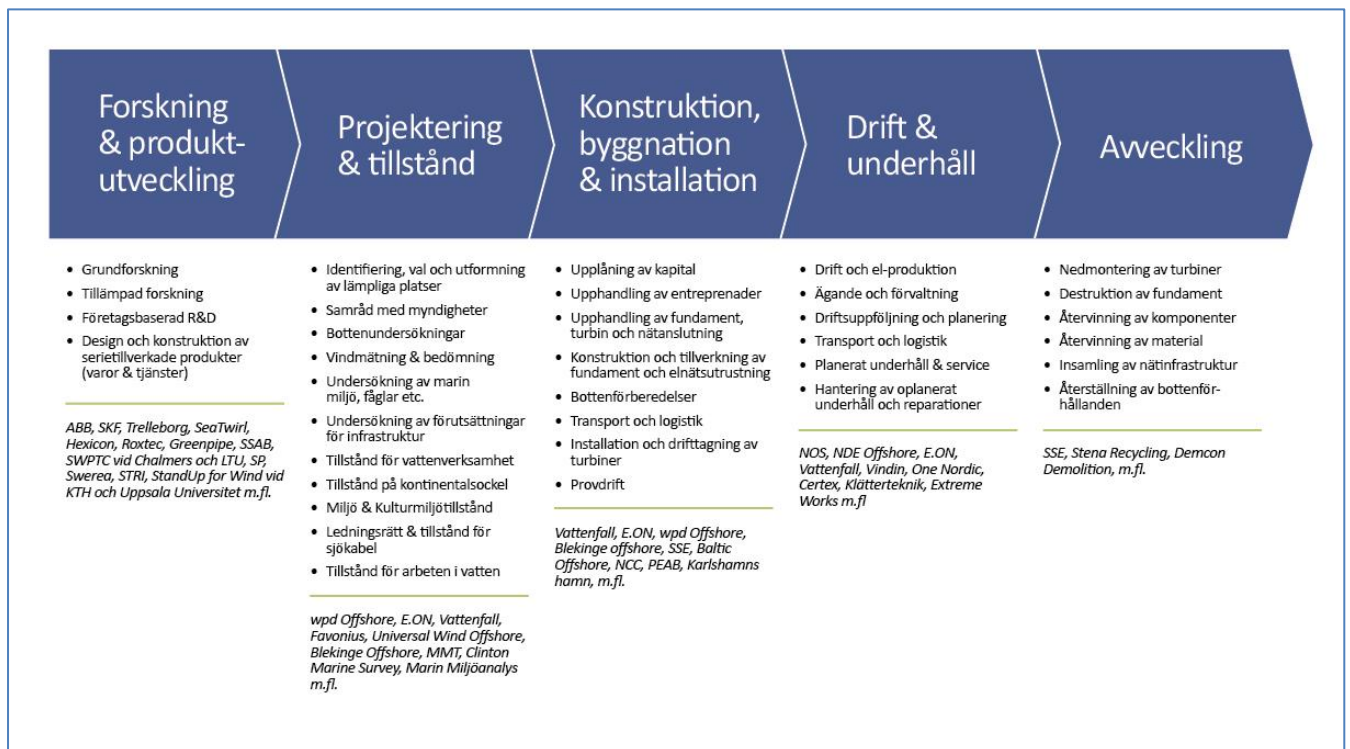 Forskning
& produkt-
utveckling
Projektering
& tillstånd
Konstruktion,
byggnation
& installation
Drift &
underhåll
Avveckling
• Grundforskning
• Tillämpad forskning
• Företagsbaserad R&D
• Design och konstruktion av
serietillverkade produkter
(varor & tjänster)
ABB, SKF, Trelleborg, SeaTwirl,
Hexicon, Roxtec, Greenpipe, SSAB,
SWPTC vid Chalmers och LTU, SP,
Swerea, STRI, StandUp for Wind vid
KTH och Uppsala Universitet m.fl.
• Identifiering, val och utformning
av lämpliga platser
• Samråd med myndigheter
• Bottenundersökningar
• Vindmätning & bedömning
• Undersökning av marin
miljö, fåglar etc.
• Undersökning av förutsättningar
för infrastruktur
• Tillstånd för vattenverksamhet
• Tillstånd på kontinentalsockel
• Miljö & Kulturmiljötillstånd
• Ledningsrätt & tillstånd för
sjökabel
• Tillstånd för arbeten i vatten
wpd Offshore, E.ON, Vattenfall,
Favonius, Universal Wind Offshore,
Blekinge Offshore, MMT, Clinton
Marine Survey, Marin Miljöanalys
m.fl.
• Upplåning av kapital
• Upphandling av entreprenader
• Upphandling av fundament,
turbin och nätanslutning
• Konstruktion och tillverkning av
fundament och elnätsutrustning
• Bottenförberedelser
• Transport och logistik
• Installation och drifttagning av
turbiner
• Provdrift
Vattenfall, E.ON, wpd Offshore,
Blekinge offshore, SSE, Baltic
Offshore, NCC, PEAB, Karlshamns
hamn, m.fl.
• Drift och el-produktion
• Ägande och förvaltning
• Driftsuppföljning och planering
• Transport och logistik
• Planerat underhåll & service
• Hantering av oplanerat
underhåll och reparationer
NOS, NDE Offshore, E.ON,
Vattenfall, Vindin, One Nordic,
Certex, Klätterteknik, Extreme
Works m.fl
• Nedmontering av turbiner
• Destruktion av fundament
• Återvinning av komponenter
• Återvinning av material
• Insamling av nätinfrastruktur
• Återställning av bottenför-
hållanden
SSE, Stena Recycling, Demcon
Demolition, m.fl.